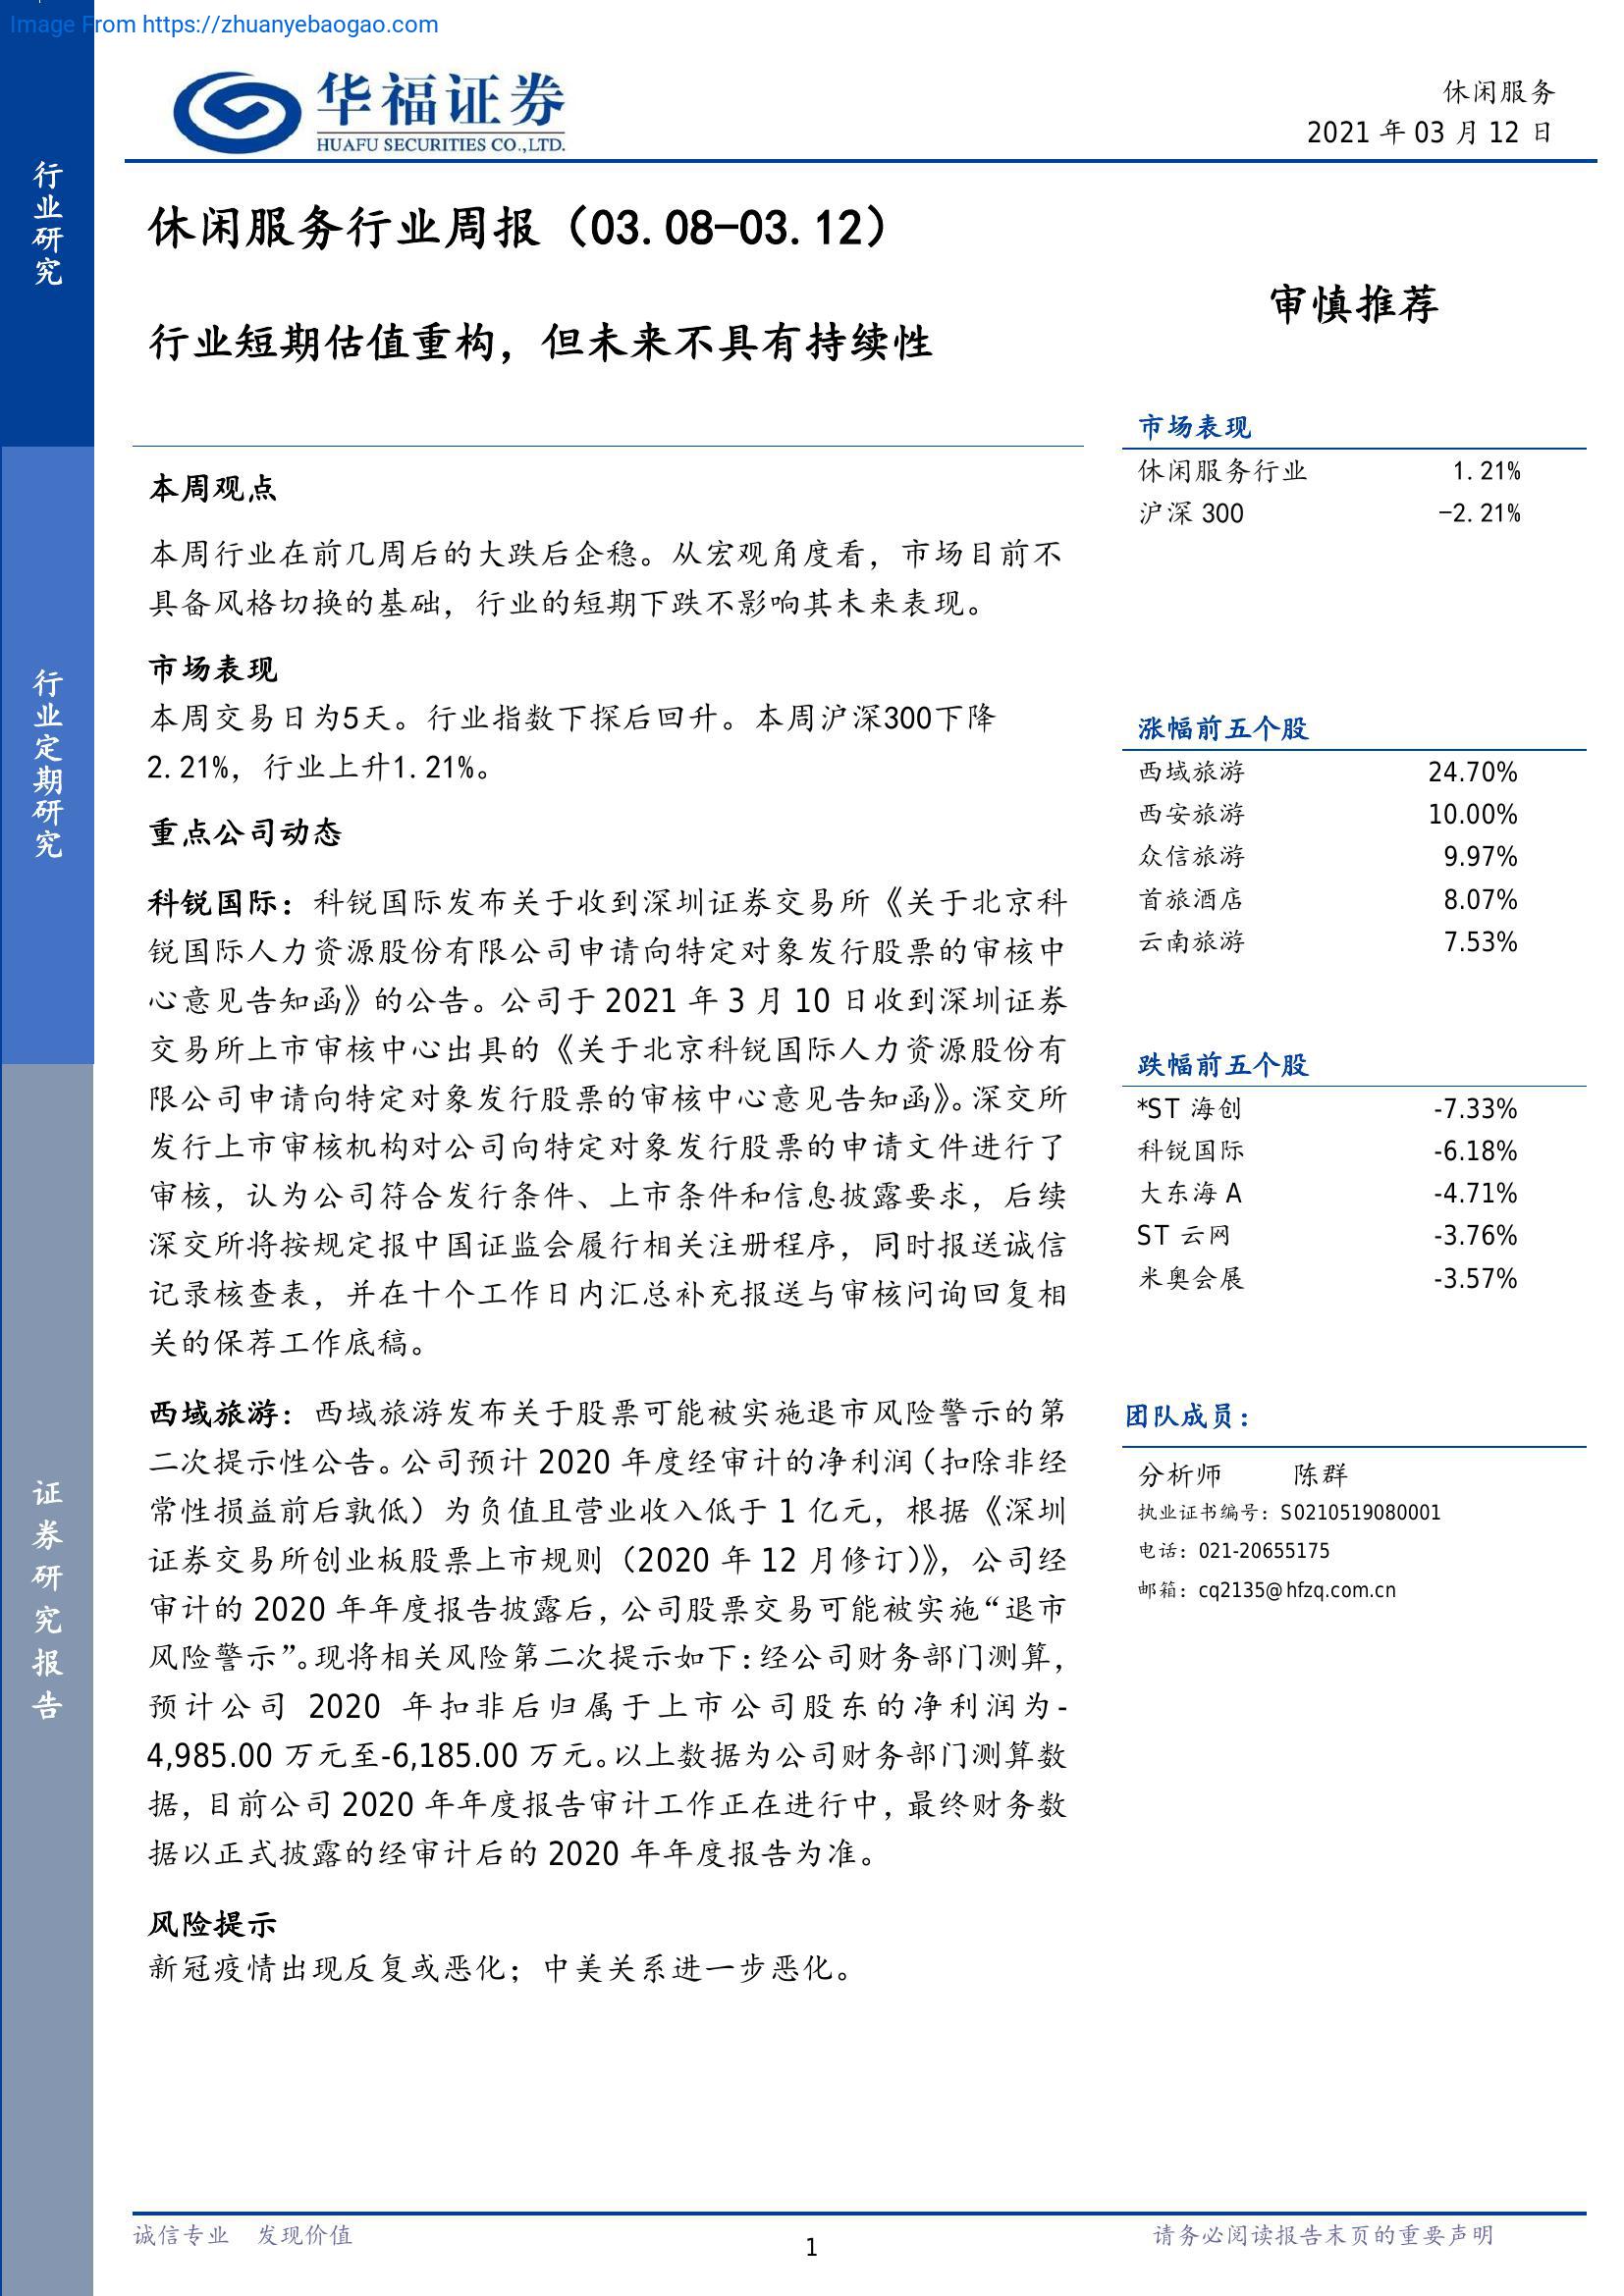 Image From https://zhuanyebaogao.com
华福证券
HUAFU SECURITIES CO.,LTD.
休闲服务
2021 年 03 月 12 日
行业研究
行业定期研究
证券研究报告
休闲服务行业周报（03.08-03.12）
行业短期估值重构，但未来不具有持续性
审慎推荐
本周观点
本周行业在前几周后的大跌后企稳。从宏观角度看，市场目前不
具备风格切换的基础，行业的短期下跌不影响其未来表现。
市场表现
本周交易日为5天。行业指数下探后回升。本周沪深300下降
2.21%，行业上升1.21%。
重点公司动态
科锐国际：科锐国际发布关于收到深圳证券交易所《关于北京科
锐国际人力资源股份有限公司申请向特定对象发行股票的审核中
心意见告知函》的公告。公司于 2021 年 3 月 10 日收到深圳证券
交易所上市审核中心出具的《关于北京科锐国际人力资源股份有
限公司申请向特定对象发行股票的审核中心意见告知函》。深交所
发行上市审核机构对公司向特定对象发行股票的申请文件进行了
审核，认为公司符合发行条件、上市条件和信息披露要求，后续
深交所将按规定报中国证监会履行相关注册程序，同时报送诚信
记录核查表，并在十个工作日内汇总补充报送与审核问询回复相
关的保荐工作底稿。
西域旅游：西域旅游发布关于股票可能被实施退市风险警示的第
二次提示性公告。公司预计 2020 年度经审计的净利润（扣除非经
常性损益前后孰低）为负值且营业收入低于 1 亿元，根据《深圳
证券交易所创业板股票上市规则（2020 年 12 月修订）》，公司经
审计的 2020 年年度报告披露后，公司股票交易可能被实施“退市
风险警示”。现将相关风险第二次提示如下：经公司财务部门测算，
预计公司 2020 年扣非后归属于上市公司股东的净利润为-
4,985.00 万元至-6,185.00 万元。以上数据为公司财务部门测算数
据，目前公司 2020 年年度报告审计工作正在进行中，最终财务数
据以正式披露的经审计后的 2020 年年度报告为准。
风险提示
新冠疫情出现反复或恶化；中美关系进一步恶化。
市场表现
休闲服务行业 1.21%
沪深 300 -2.21%
涨幅前五个股
西域旅游 24.70%
西安旅游 10.00%
众信旅游 9.97%
首旅酒店 8.07%
云南旅游 7.53%
跌幅前五个股
*ST 海创 -7.33%
科锐国际 -6.18%
大东海 A -4.71%
ST 云网 -3.76%
米奥会展 -3.57%
团队成员：
分析师 陈群
执业证书编号：S0210519080001
电话：021-20655175
邮箱：cq2135@hfzq.com.cn
诚信专业 发现价值
1
请务必阅读报告末页的重要声明